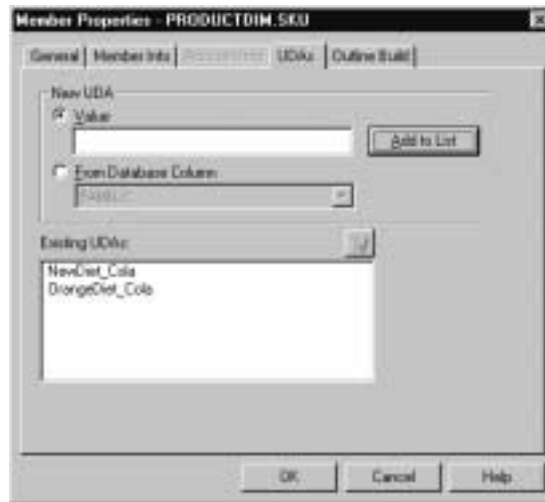 Member Properties - PRODUCTDIM.SKU
General
Member Info
UDAs
Outline Build
New UDA
Value
Add to List
From Database Column
FAMILY
Existing UDAs:
NewDiet_Cola
OrangeDiet_Cola
OK
Cancel
Help